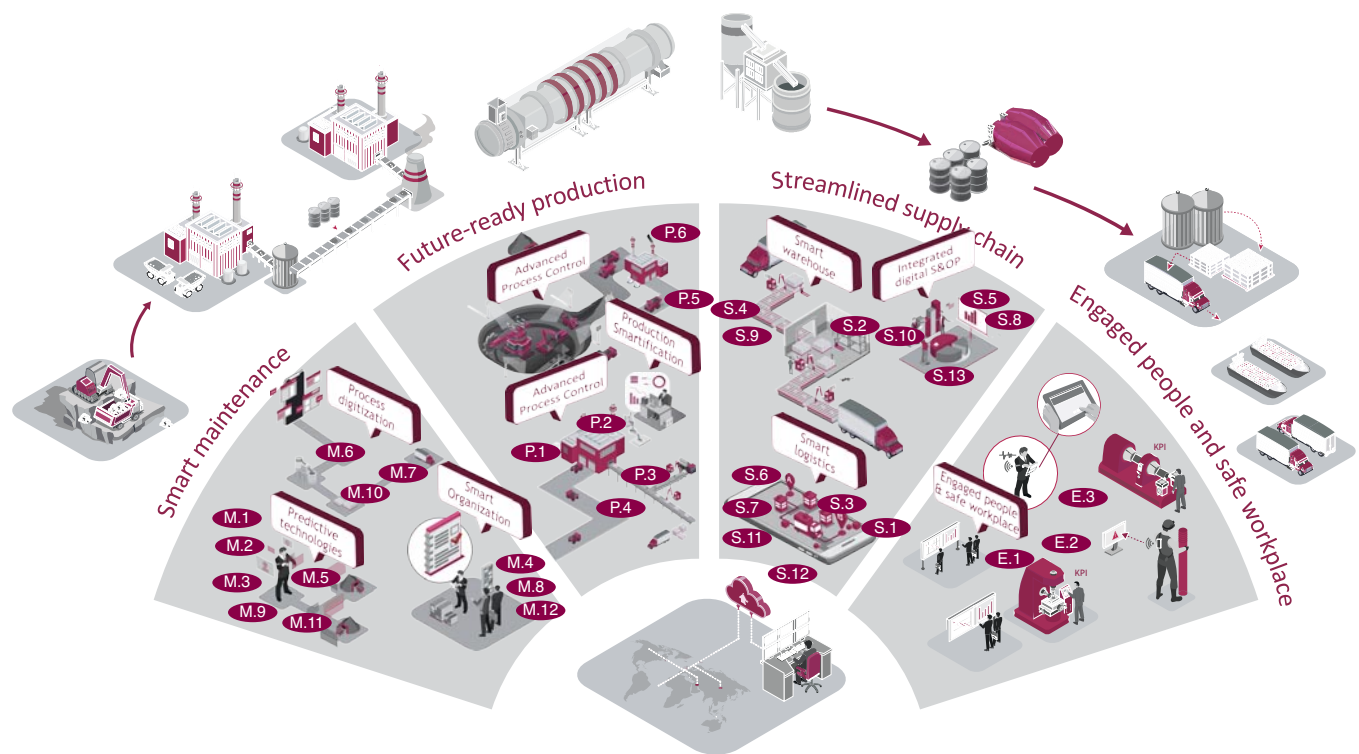 Smart maintenance
Process
digitization
M.6
M.7
M.10
Smart
Organization
Predictive
technologies
M.1
M.2
M.3
M.5
M.9
M.11
M.4
M.8
M.12
Future-ready production
Advanced
Process Control
P.6
P.5
Production
Smartification
Advanced
Process Control
P.2
P.1
P.3
P.4
Streamlined supply chain
Smart
warehouse
Integrated
digital S&OP
S.4
S.9
S.2
S.5
S.8
S.10
S.13
Smart
logistics
S.6
S.7
S.3
S.11
S.1
S.12
Engaged people and safe workplace
Engaged people
& safe
workplace
KPI
E.3
E.1
E.2
KPI